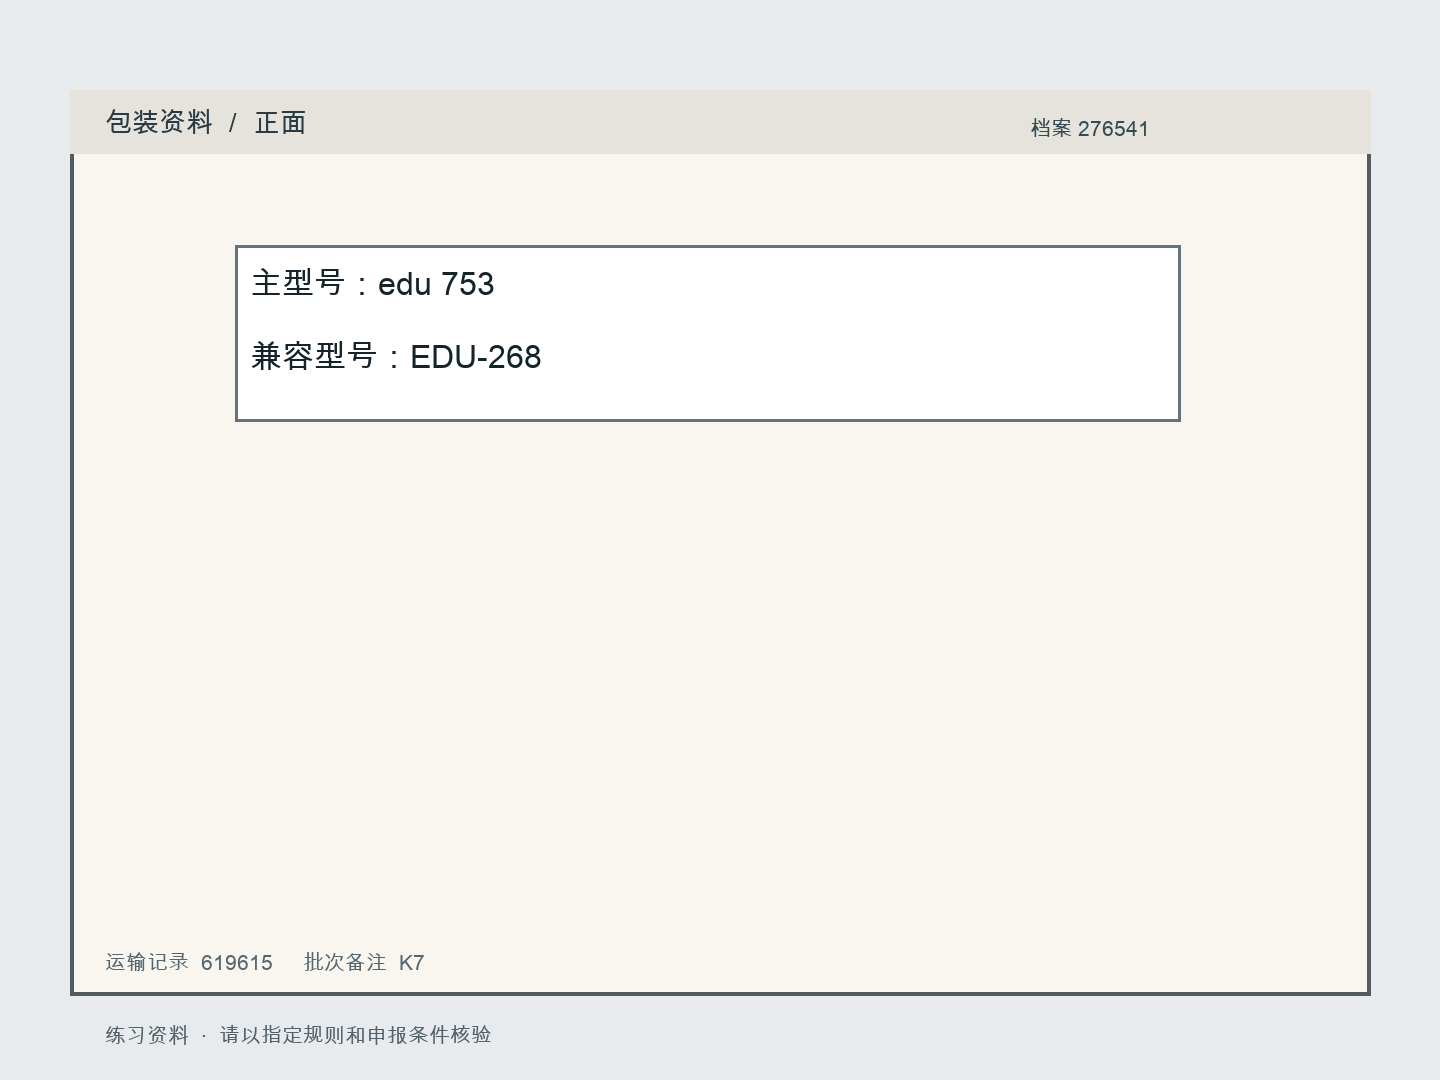 包装资料 / 正面
档案 276541
主型号：edu 753
兼容型号：EDU-268
运输记录 619615 批次备注 K7
练习资料 · 请以指定规则和申报条件核验